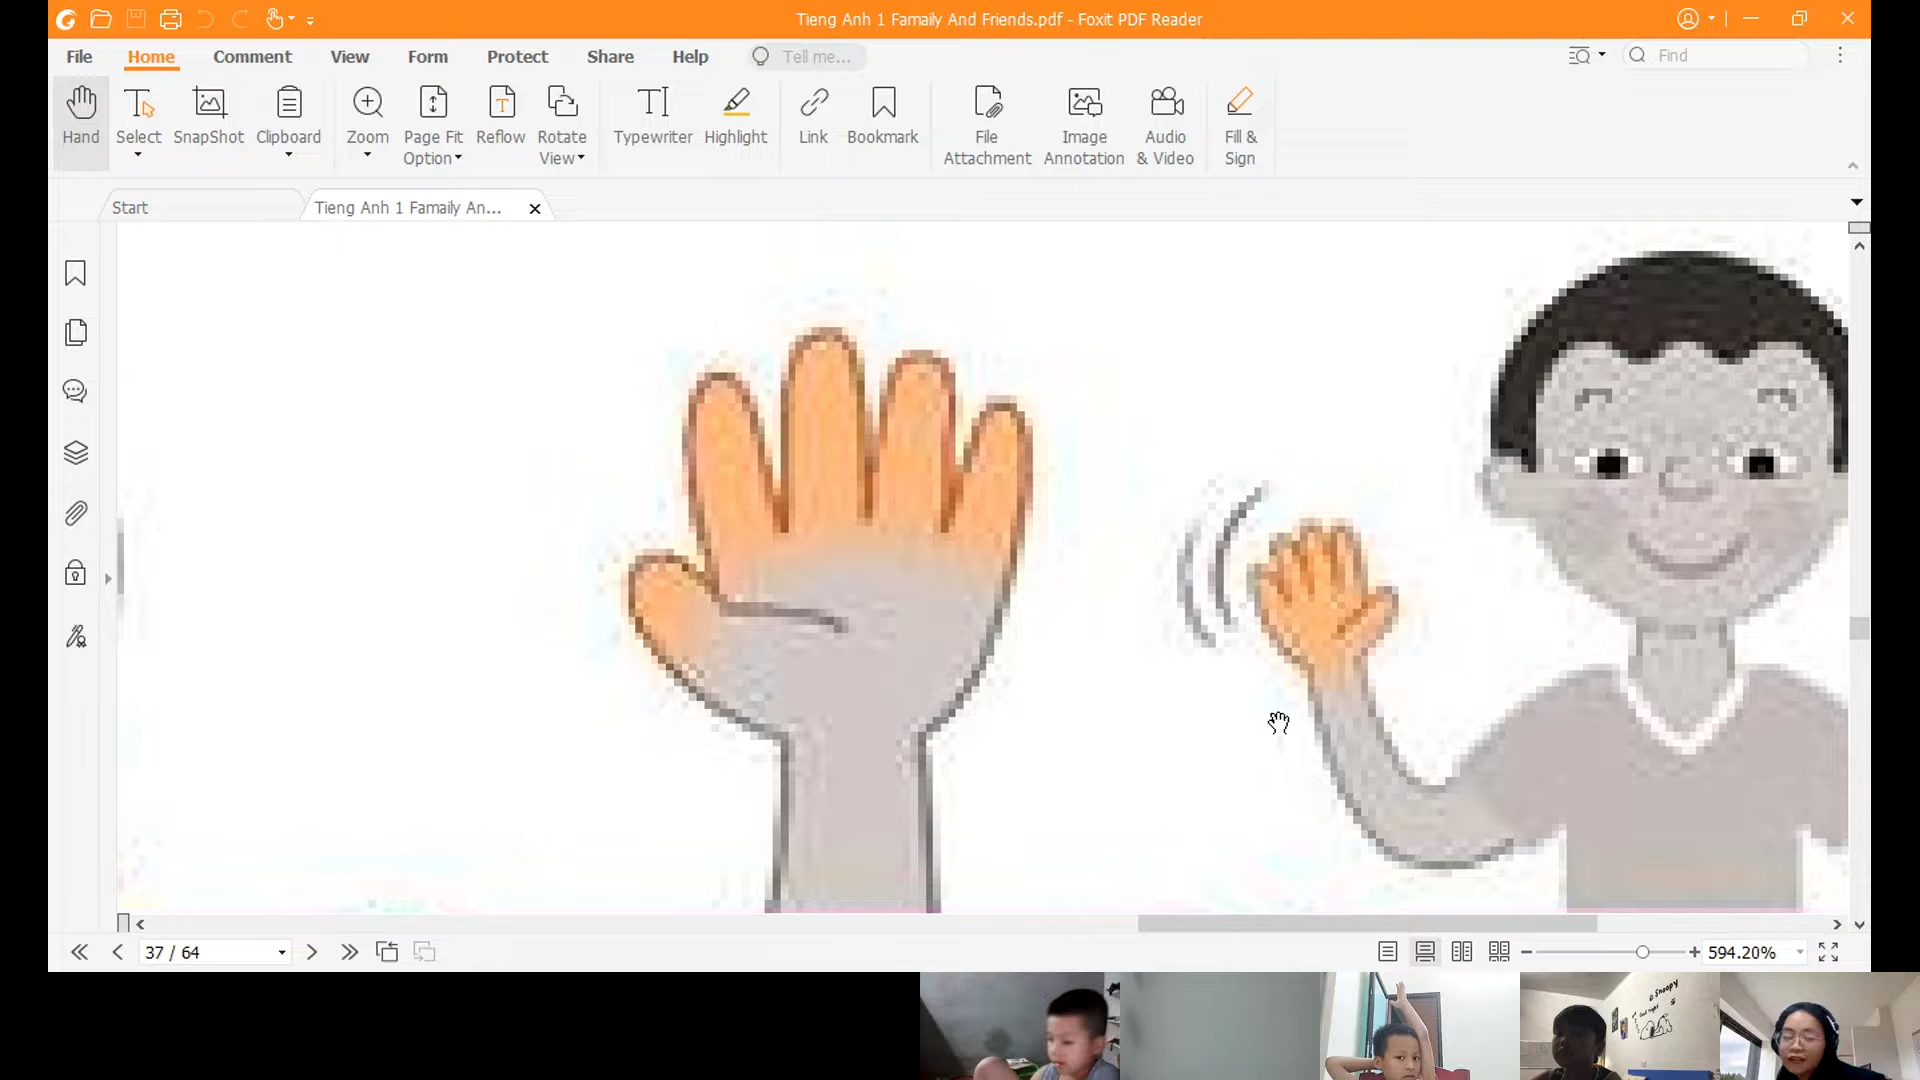 Tieng Anh 1 Famaily And Friends.pdf - Foxit PDF Reader
File Home Comment View Form Protect Share Help Tell me... Find
Hand Select SnapShot Clipboard Zoom Page Fit Option Reflow Rotate View Typewriter Highlight Link Bookmark File Attachment Image Annotation Audio & Video Fill & Sign
Start Tieng Anh 1 Famaily An...
37 / 64 594.20%
Snoopy